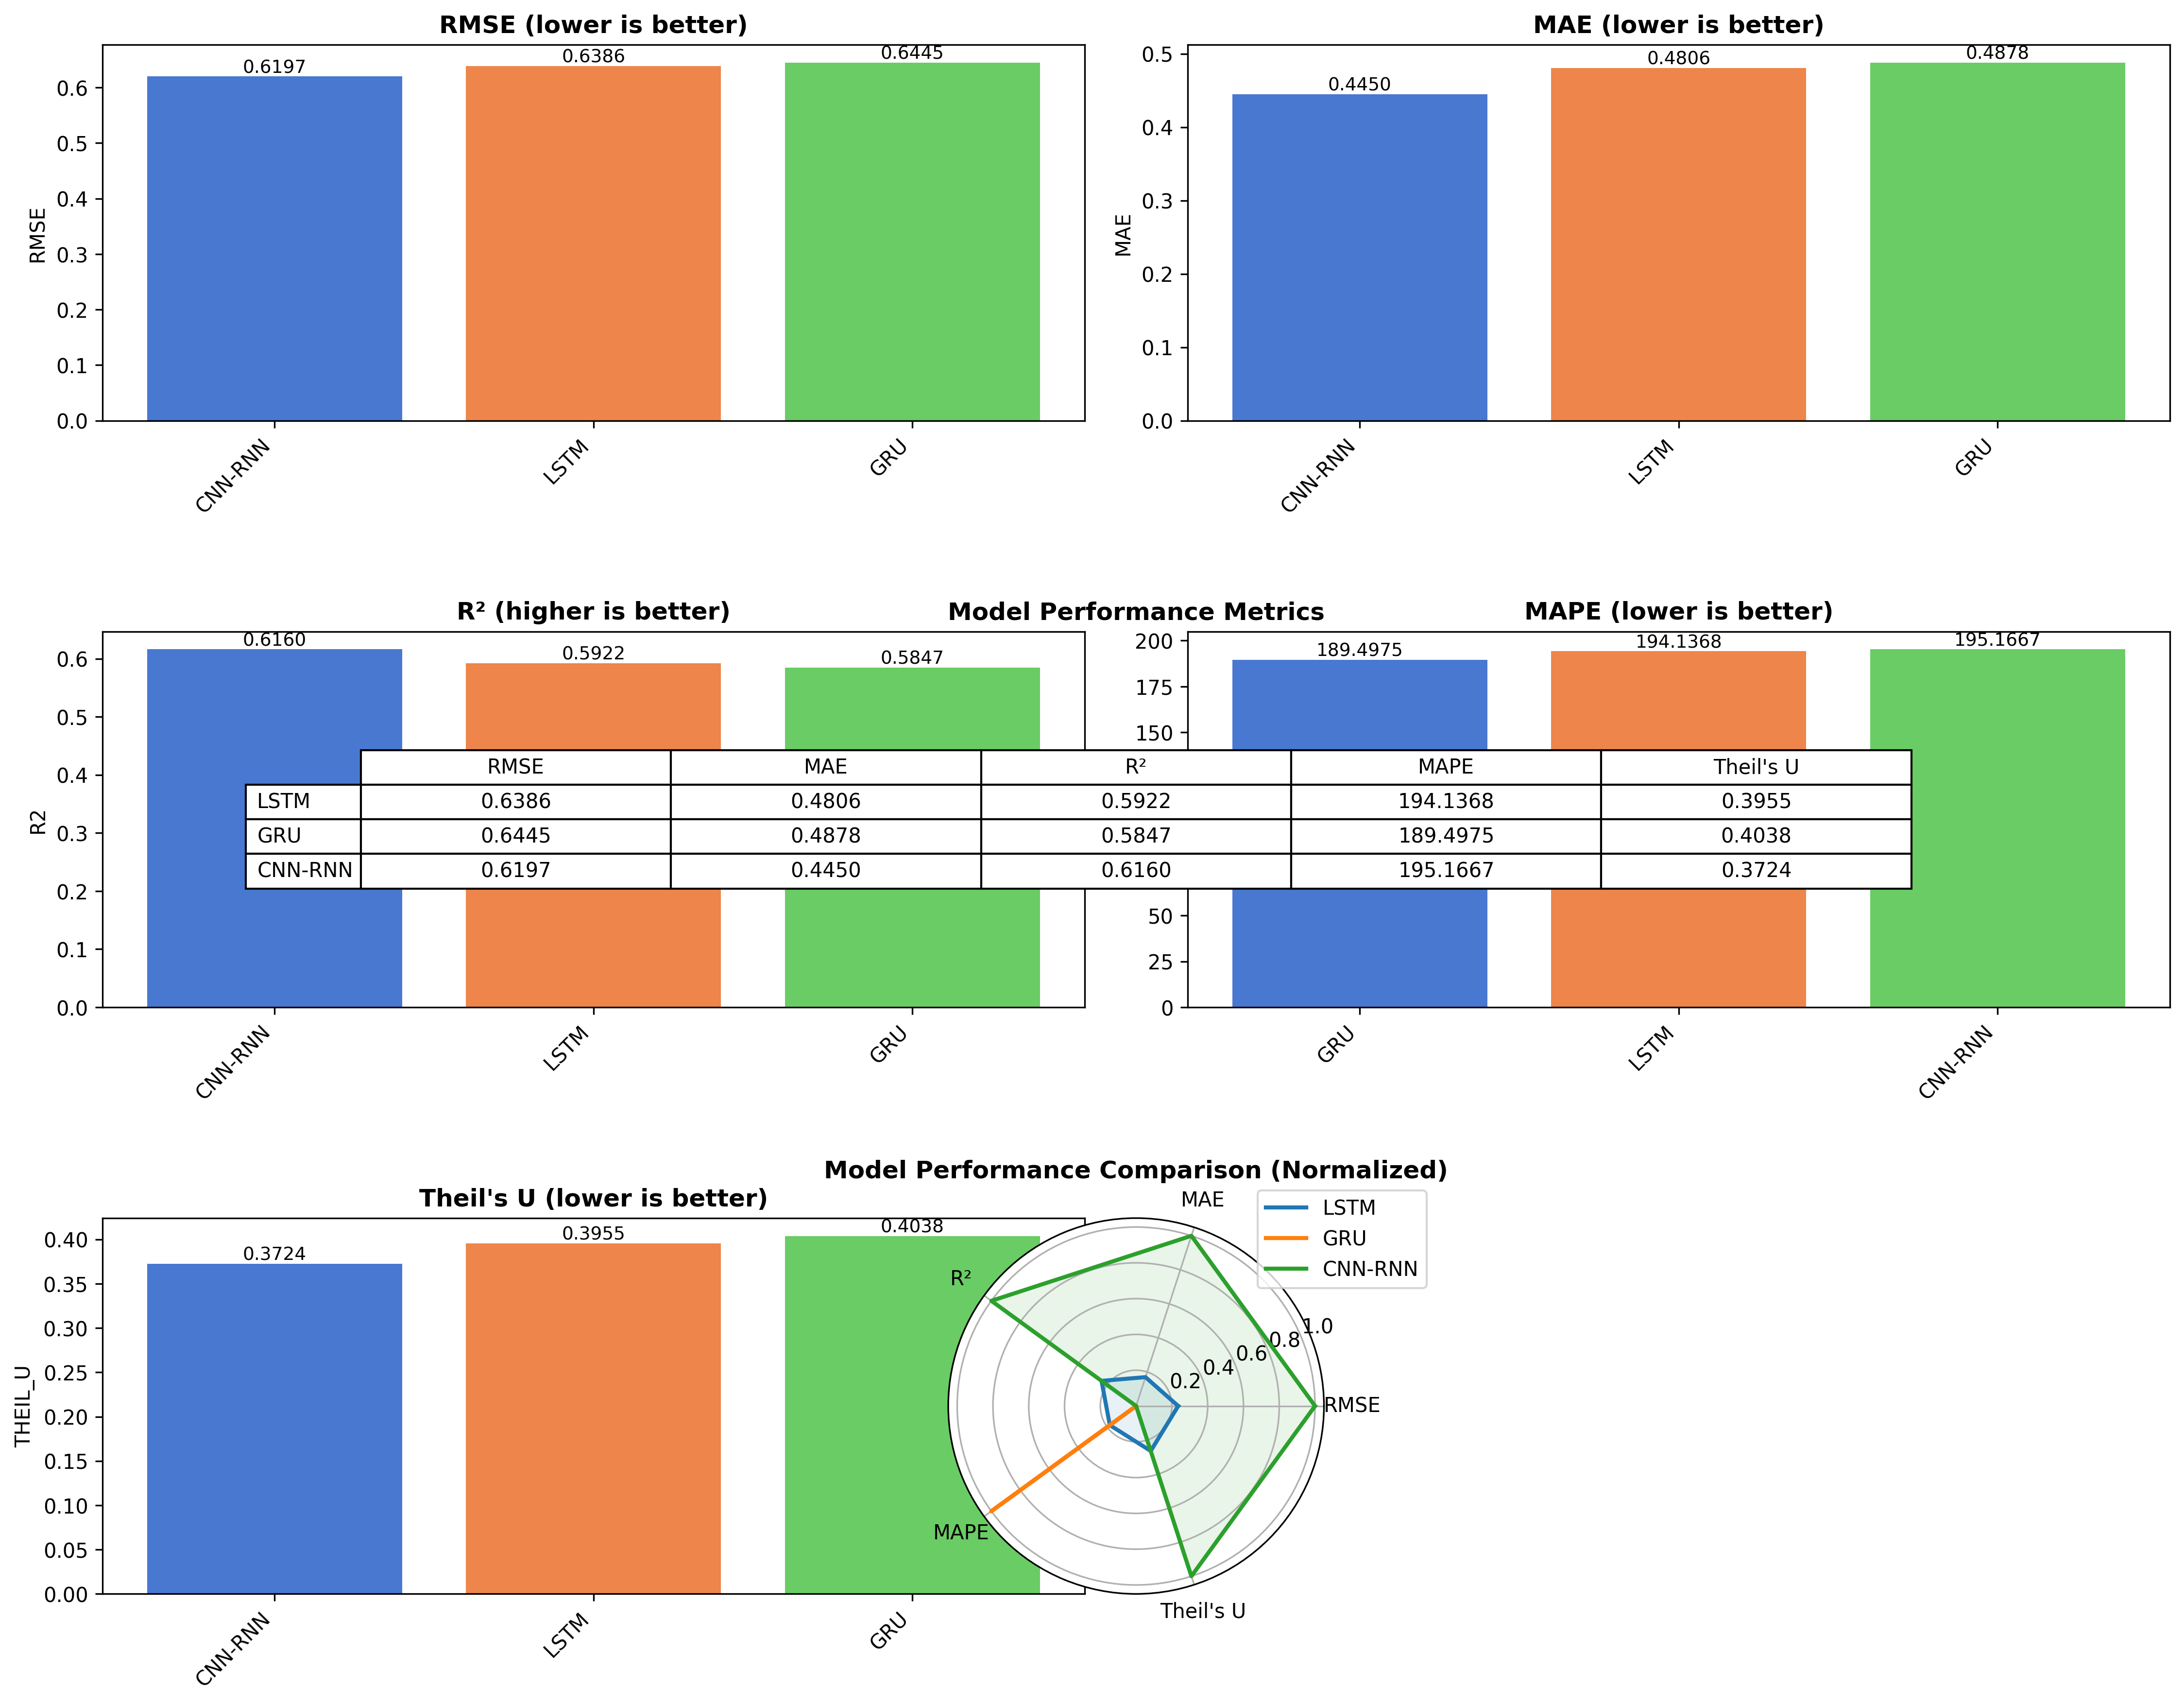 RMSE (lower is better)
0.6197
0.6386
0.6445
0.6
0.5
0.4
0.3
0.2
0.1
0.0
RMSE
CNN-RNN
LSTM
GRU
MAE (lower is better)
0.4450
0.4806
0.4878
0.5
0.4
0.3
0.2
0.1
0.0
MAE
CNN-RNN
LSTM
GRU
R² (higher is better)
0.6160
0.5922
0.5847
0.6
0.5
0.4
0.3
0.2
0.1
0.0
R2
CNN-RNN
LSTM
GRU
Model Performance Metrics
RMSE MAE R² MAPE Theil's U
LSTM 0.6386 0.4806 0.5922 194.1368 0.3955
GRU 0.6445 0.4878 0.5847 189.4975 0.4038
CNN-RNN 0.6197 0.4450 0.6160 195.1667 0.3724
MAPE (lower is better)
189.4975
194.1368
195.1667
200
175
150
50
25
0
GRU
LSTM
CNN-RNN
Theil's U (lower is better)
0.3724
0.3955
0.4038
0.40
0.35
0.30
0.25
0.20
0.15
0.10
0.05
0.00
THEIL_U
CNN-RNN
LSTM
GRU
Model Performance Comparison (Normalized)
MAE
R²
RMSE
MAPE
Theil's U
0.2
0.4
0.6
0.8
1.0
LSTM
GRU
CNN-RNN